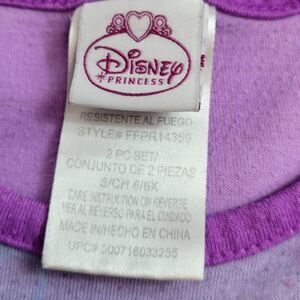 Disney
PRINCESS
RESISTENTE AL FUEGO
STYLE# FFPR14359
2 PC SET/
CONJUNTO DE 2 PIEZAS
S/CH 6/6X
CARE INSTRUCTION ON REVERSE
VER AL REVERSO PARA EL CUIDADO
MADE IN/HECHO EN CHINA
UPC# 000716033255